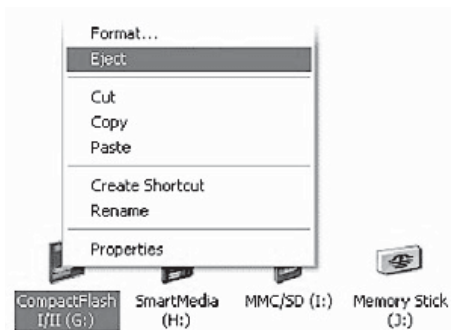 Format...
Eject
Cut
Copy
Paste
Create Shortcut
Rename
Properties
CompactFlash
I/II (G:)
SmartMedia
(H:)
MMC/SD (I:)
Memory Stick
(J:)